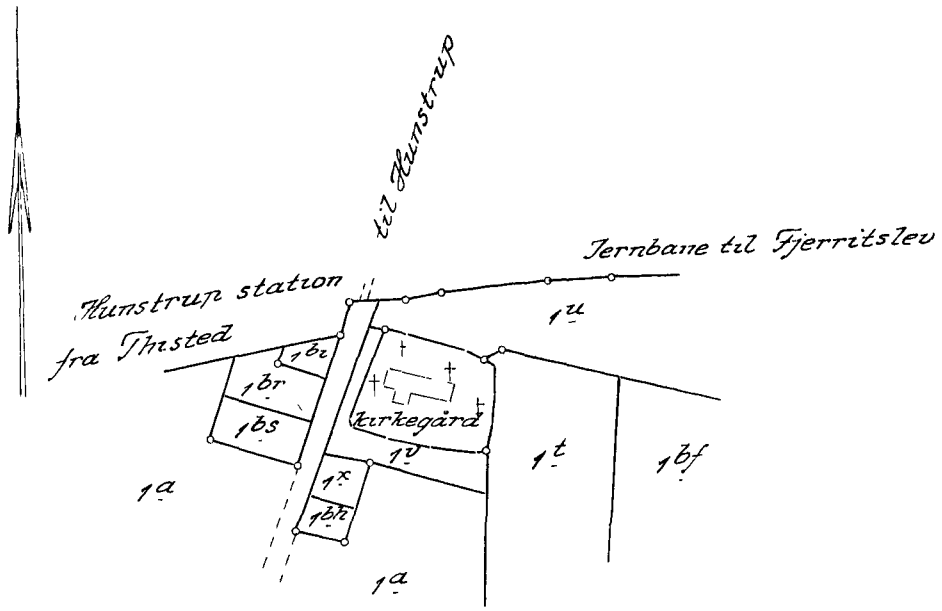 til Hunstrup
Jernbane til Fjerritslev
Hunstrup station
fra Thisted
1u
1bi
1br
1bs
kirkegård
1v
1t
1bf
1a
1x
1bh
1a